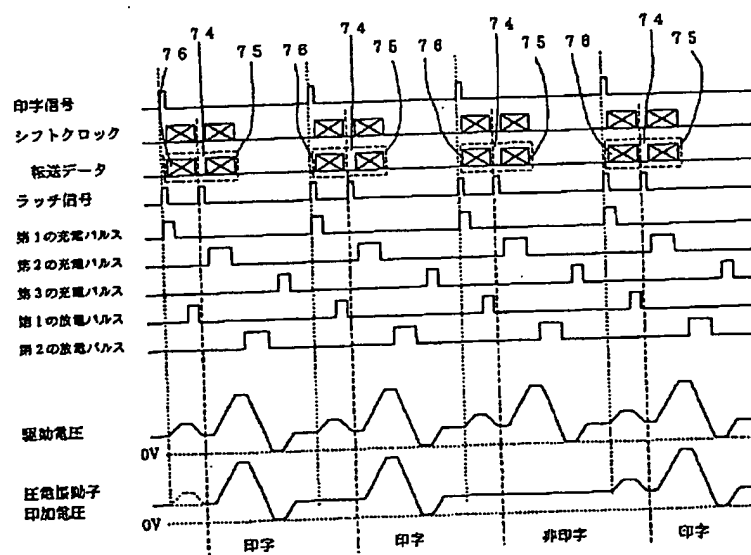 76 74 75 76 74 75 76 74 75 76 74 75
印字信号
シフトクロック
転送データ
ラッチ信号
第1の充電パルス
第2の充電パルス
第3の充電パルス
第1の放電パルス
第2の放電パルス
駆動電圧
0V
圧電振動子
印加電圧
0V
印字 印字 非印字 印字